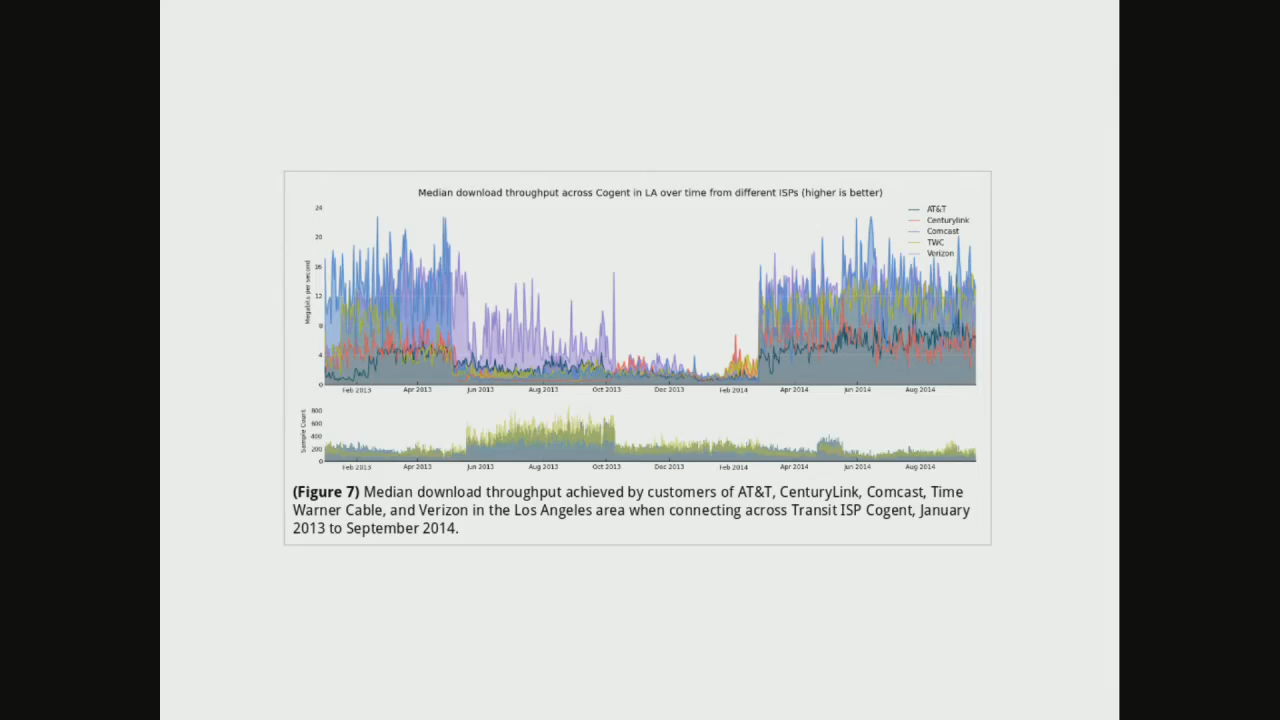 Median download throughput across Cogent in LA over time from different ISPs (higher is better)
24
20
16
12
8
4
0
Megabits per second
AT&T
Centurylink
Comcast
TWC
Verizon
Feb 2013 Apr 2013 Jun 2013 Aug 2013 Oct 2013 Dec 2013 Feb 2014 Apr 2014 Jun 2014 Aug 2014
800
600
400
200
0
Sample Count
Feb 2013 Apr 2013 Jun 2013 Aug 2013 Oct 2013 Dec 2013 Feb 2014 Apr 2014 Jun 2014 Aug 2014
(Figure 7) Median download throughput achieved by customers of AT&T, CenturyLink, Comcast, Time
Warner Cable, and Verizon in the Los Angeles area when connecting across Transit ISP Cogent, January
2013 to September 2014.